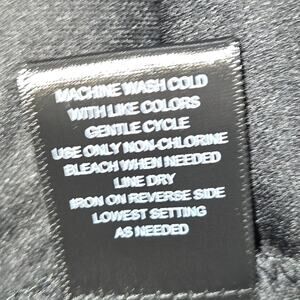 MACHINE WASH COLD
WITH LIKE COLORS
GENTLE CYCLE
USE ONLY NON-CHLORINE
BLEACH WHEN NEEDED
LINE DRY
IRON ON REVERSE SIDE
LOWEST SETTING
AS NEEDED